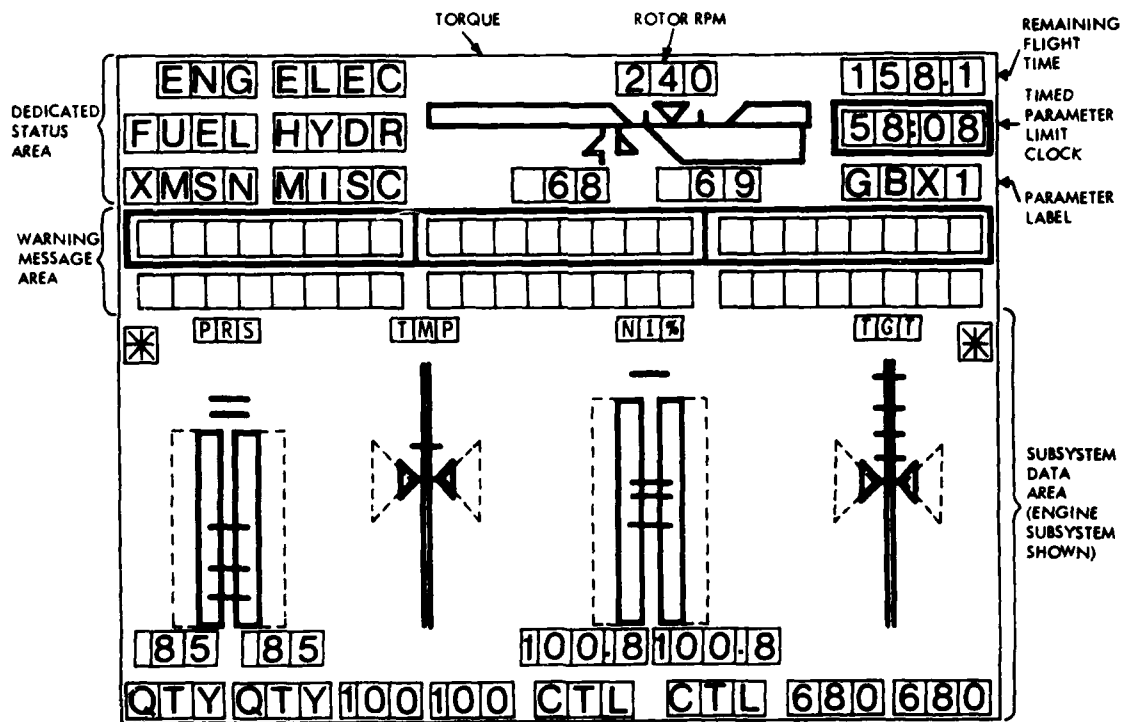 TORQUE
ROTOR RPM
REMAINING
FLIGHT
TIME
DEDICATED
STATUS
AREA
ENG ELEC 240 158.1
FUEL HYDR 58:08
TIMED
PARAMETER
LIMIT
CLOCK
XMSN MISC 68 69 GBX1
PARAMETER
LABEL
WARNING
MESSAGE
AREA
PRS TMP NI% TGT
SUBSYSTEM
DATA
AREA
(ENGINE
SUBSYSTEM
SHOWN)
85 85 100.8 100.8
QTY QTY 100 100 CTL CTL 680 680